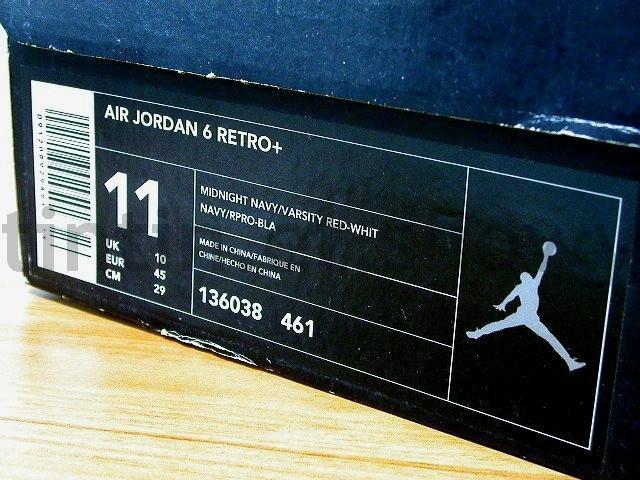 AIR JORDAN 6 RETRO+
11
UK 10
EUR 45
CM 29
MIDNIGHT NAVY/VARSITY RED-WHIT
NAVY/RPRO-BLA
MADE IN CHINA/FABRIQUE EN
CHINE/HECHO EN CHINA
136038 461